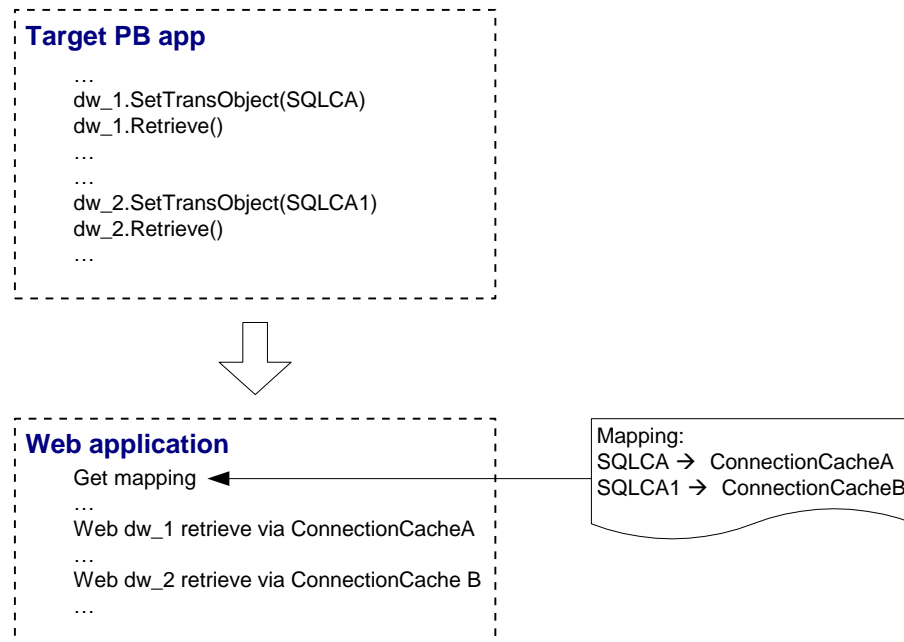 Target PB app
…
dw_1.SetTransObject(SQLCA)
dw_1.Retrieve()
…
…
dw_2.SetTransObject(SQLCA1)
dw_2.Retrieve()
…
Web application
Get mapping
…
Web dw_1 retrieve via ConnectionCacheA
…
Web dw_2 retrieve via ConnectionCache B
…
Mapping:
SQLCA → ConnectionCacheA
SQLCA1 → ConnectionCacheB